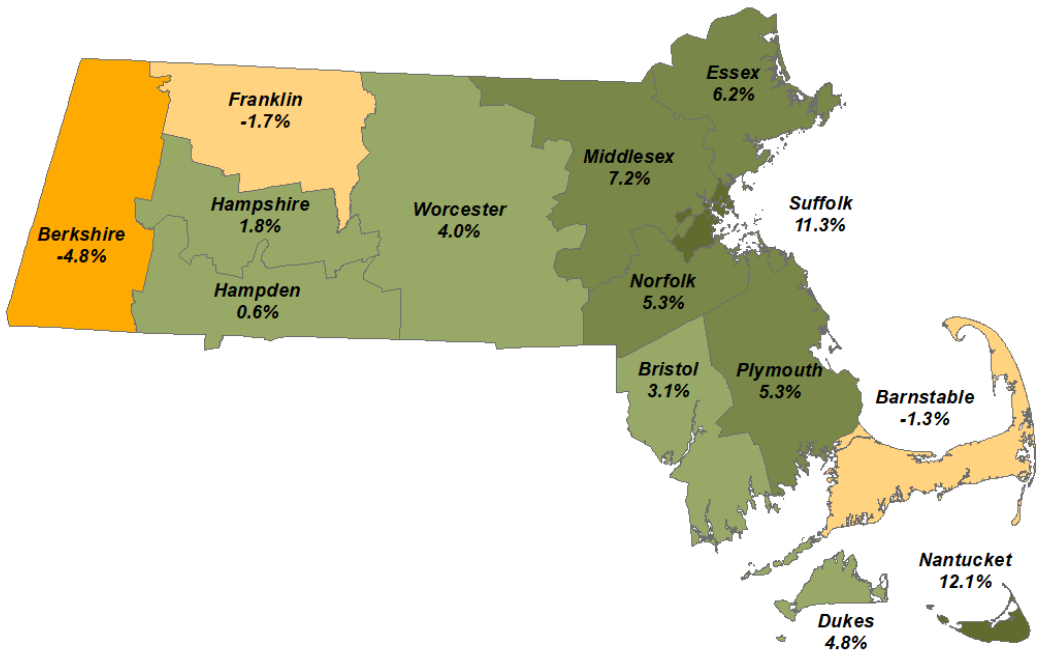 Essex
6.2%
Franklin
-1.7%
Middlesex
7.2%
Hampshire
1.8%
Worcester
4.0%
Suffolk
11.3%
Berkshire
-4.8%
Hampden
0.6%
Norfolk
5.3%
Bristol
3.1%
Plymouth
5.3%
Barnstable
-1.3%
Nantucket
12.1%
Dukes
4.8%